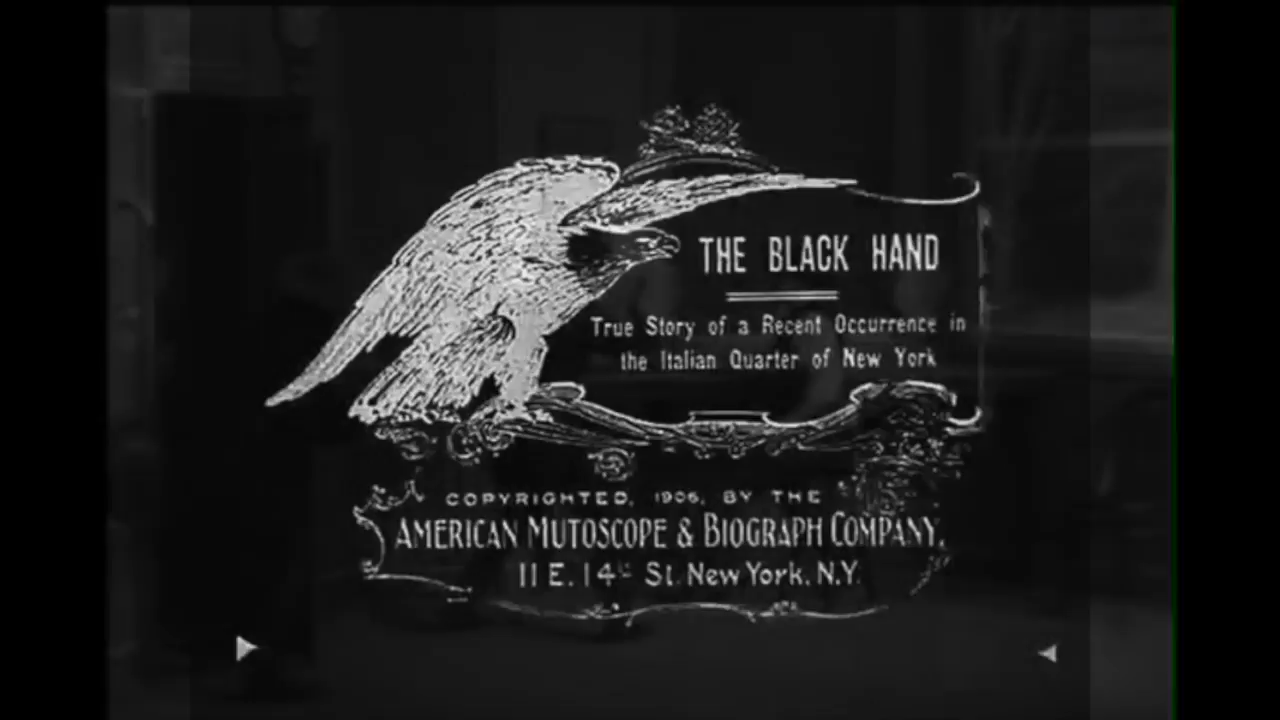 THE BLACK HAND
True Story of a Recent Occurrence in
the Italian Quarter of New York
COPYRIGHTED, 1906, BY THE
AMERICAN MUTOSCOPE & BIOGRAPH COMPANY.
11 E. 14th St. New York. N.Y.